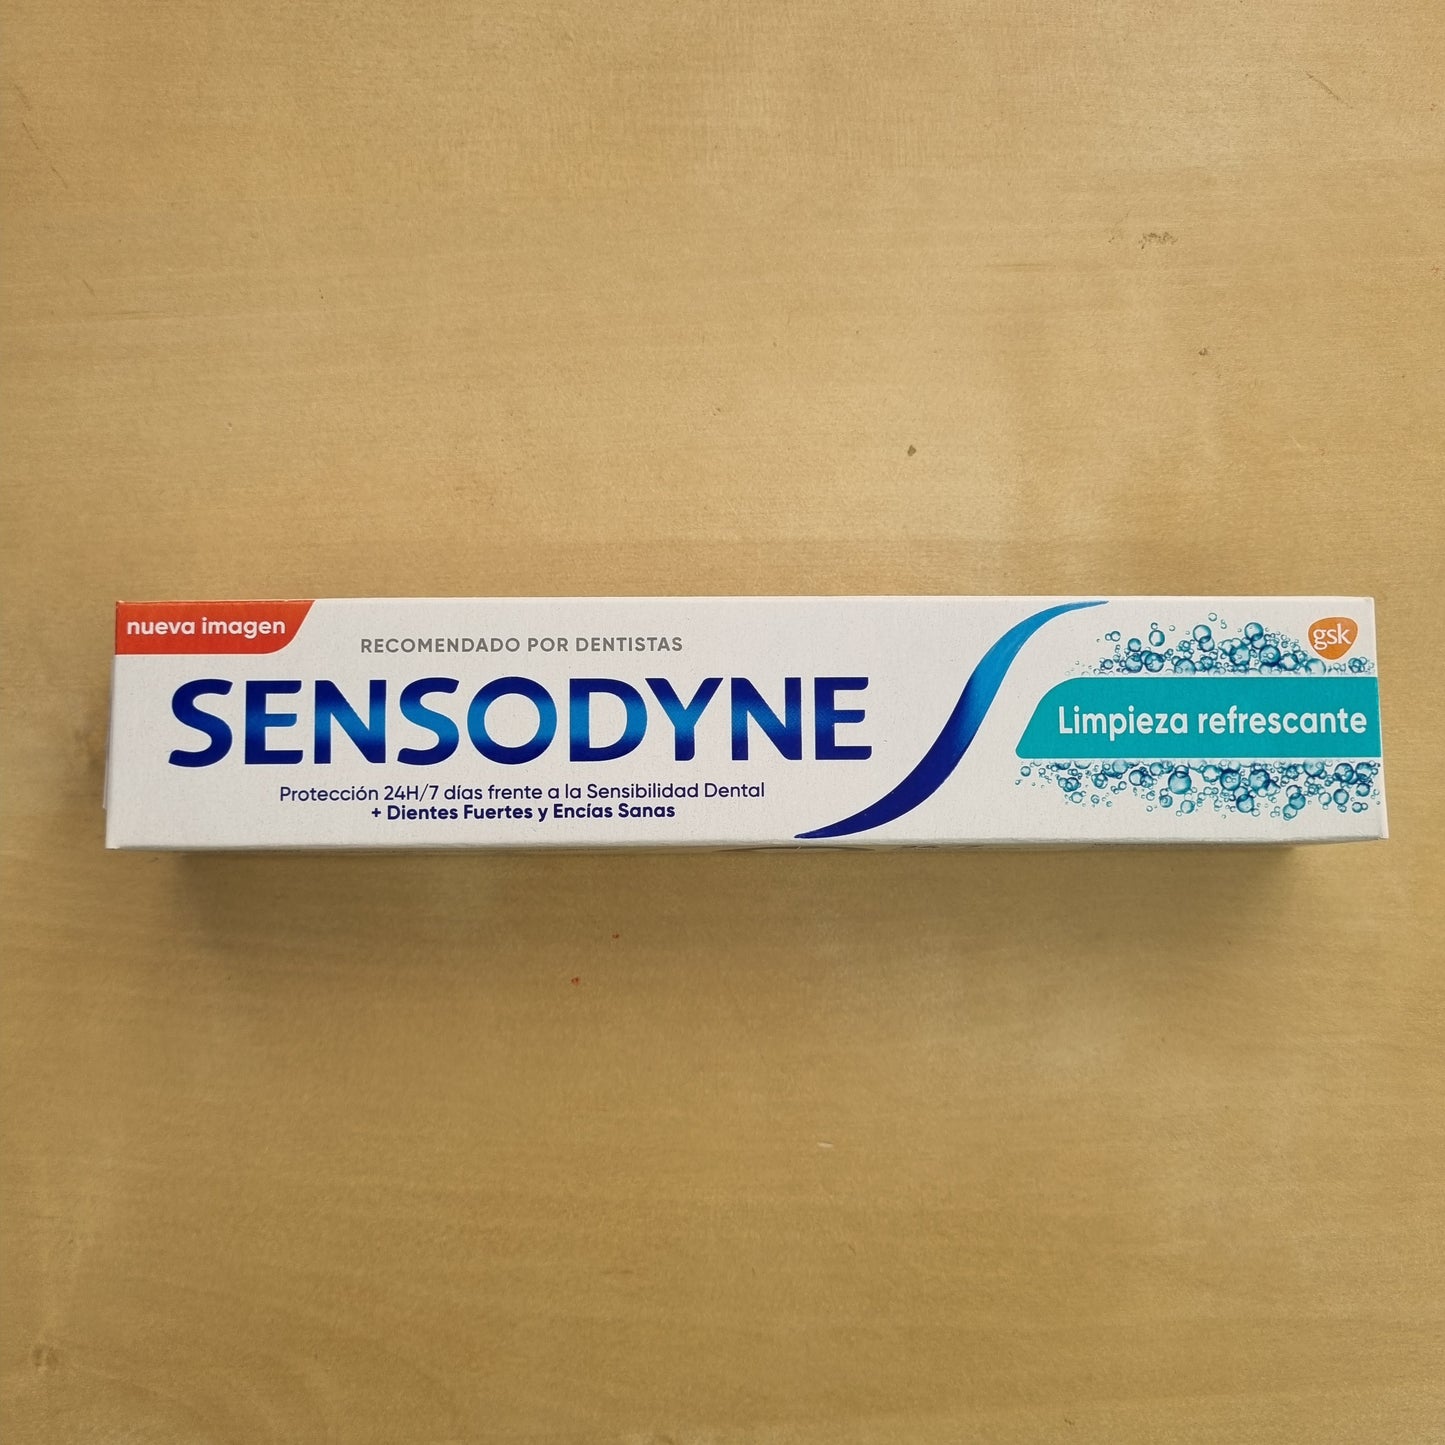 nueva imagen
RECOMENDADO POR DENTISTAS
SENSODYNE
Protección 24H/7 días frente a la Sensibilidad Dental
+ Dientes Fuertes y Encías Sanas
gsk
Limpieza refrescante